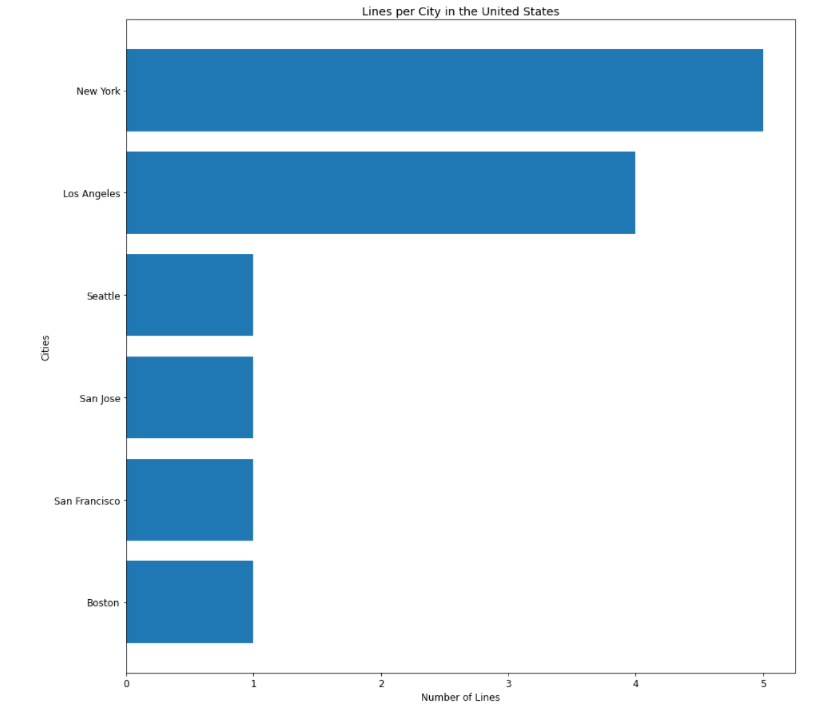 Lines per City in the United States
New York
Los Angeles
Seattle
San Jose
San Francisco
Boston
Cities
0 1 2 3 4 5
Number of Lines